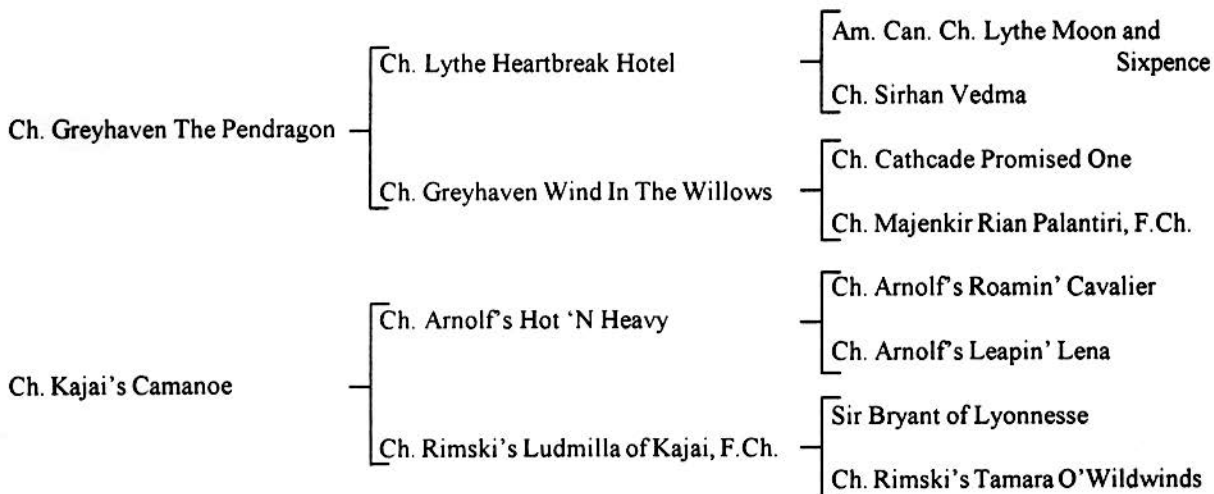 Am. Can. Ch. Lythe Moon and
Sixpence
Ch. Lythe Heartbreak Hotel
Ch. Sirhan Vedma
Ch. Greyhaven The Pendragon
Ch. Cathcade Promised One
Ch. Greyhaven Wind In The Willows
Ch. Majenkir Rian Palantiri, F.Ch.
Ch. Arnolf's Roamin' Cavalier
Ch. Arnolf's Hot ‘N Heavy
Ch. Arnolf's Leapin' Lena
Ch. Kajai's Camanoe
Sir Bryant of Lyonnesse
Ch. Rimski's Ludmilla of Kajai, F.Ch.
Ch. Rimski's Tamara O'Wildwinds